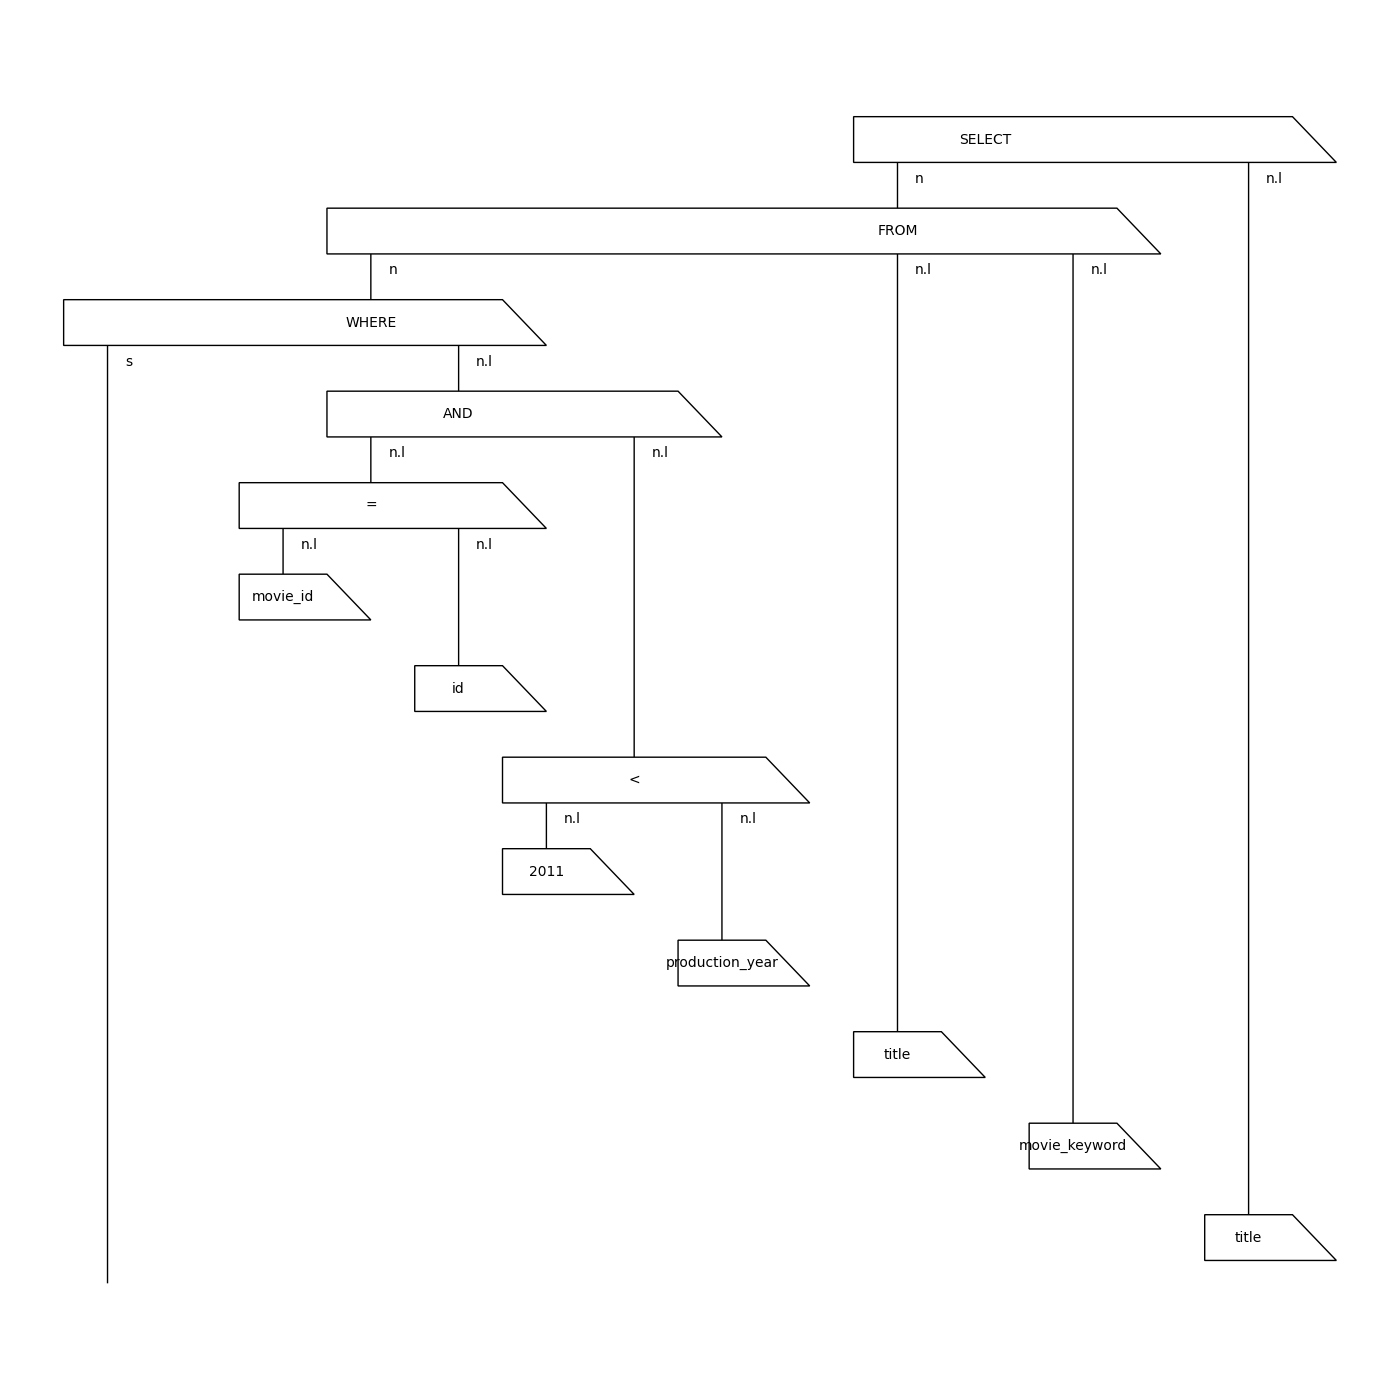 SELECT
n n.l
FROM
n n.l n.l
WHERE
s n.l
AND
n.l n.l
=
n.l n.l
movie_id
id
<
n.l n.l
2011
production_year
title
movie_keyword
title